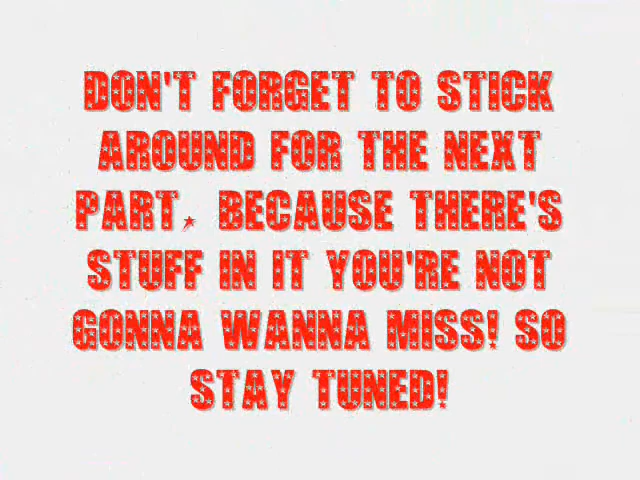 DON'T FORGET TO STICK
AROUND FOR THE NEXT
PART, BECAUSE THERE'S
STUFF IN IT YOU'RE NOT
GONNA WANNA MISS! SO
STAY TUNED!